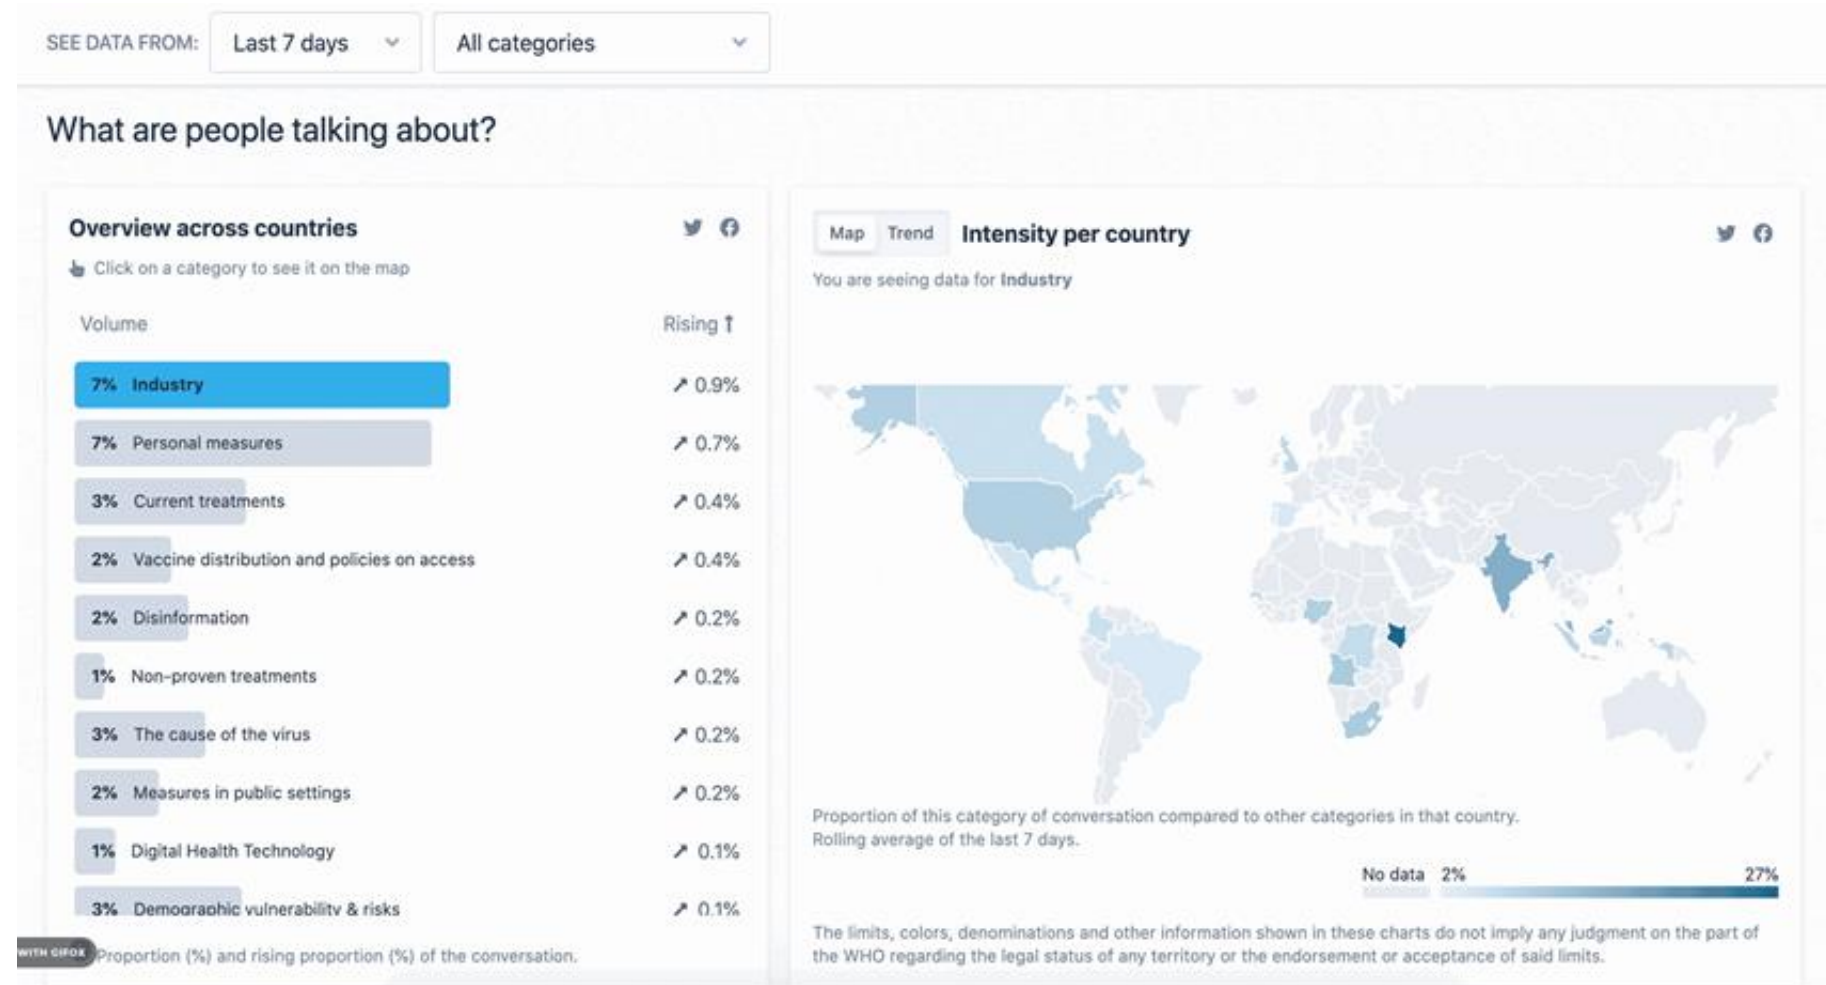 SEE DATA FROM: Last 7 days All categories
What are people talking about?
Overview across countries
Click on a category to see it on the map
Volume Rising ↑
7% Industry ↗ 0.9%
7% Personal measures ↗ 0.7%
3% Current treatments ↗ 0.4%
2% Vaccine distribution and policies on access ↗ 0.4%
2% Disinformation ↗ 0.2%
1% Non-proven treatments ↗ 0.2%
3% The cause of the virus ↗ 0.2%
2% Measures in public settings ↗ 0.2%
1% Digital Health Technology ↗ 0.1%
3% Demographic vulnerability & risks ↗ 0.1%
WITH GIFOX
Proportion (%) and rising proportion (%) of the conversation.
Map Trend Intensity per country
You are seeing data for Industry
Proportion of this category of conversation compared to other categories in that country.
Rolling average of the last 7 days.
No data 2% 27%
The limits, colors, denominations and other information shown in these charts do not imply any judgment on the part of
the WHO regarding the legal status of any territory or the endorsement or acceptance of said limits.